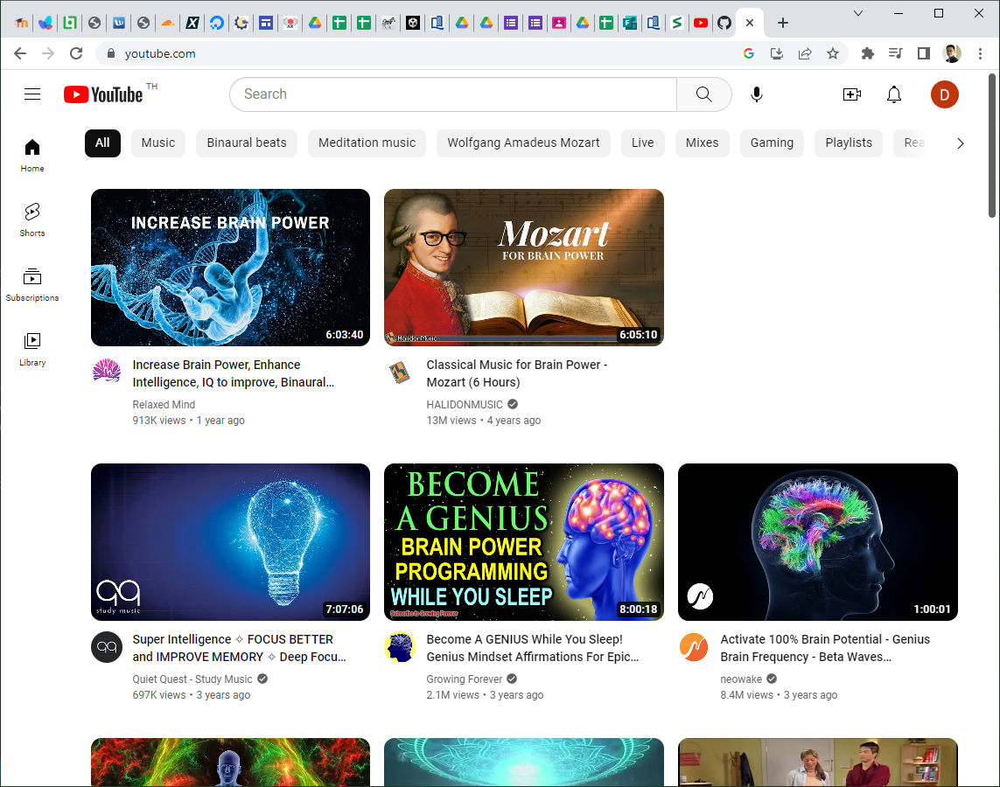 youtube.com
YouTube TH
Search
D
All
Music
Binaural beats
Meditation music
Wolfgang Amadeus Mozart
Live
Mixes
Gaming
Playlists
Home
Shorts
Subscriptions
Library
INCREASE BRAIN POWER
6:03:40
Mozart
FOR BRAIN POWER
HalidonMusic
6:05:10
Increase Brain Power, Enhance
Intelligence, IQ to improve, Binaural...
Relaxed Mind
913K views • 1 year ago
Classical Music for Brain Power -
Mozart (6 Hours)
HALIDONMUSIC
13M views • 4 years ago
qq
study music
7:07:06
BECOME
A GENIUS
BRAIN POWER
PROGRAMMING
WHILE YOU SLEEP
Subscribe to Growing Forever
8:00:18
1:00:01
qq
Super Intelligence ✧ FOCUS BETTER
and IMPROVE MEMORY ✧ Deep Focu...
Quiet Quest - Study Music
697K views • 3 years ago
Become A GENIUS While You Sleep!
Genius Mindset Affirmations For Epic...
Growing Forever
2.1M views • 3 years ago
Activate 100% Brain Potential - Genius
Brain Frequency - Beta Waves...
neowake
8.4M views • 3 years ago